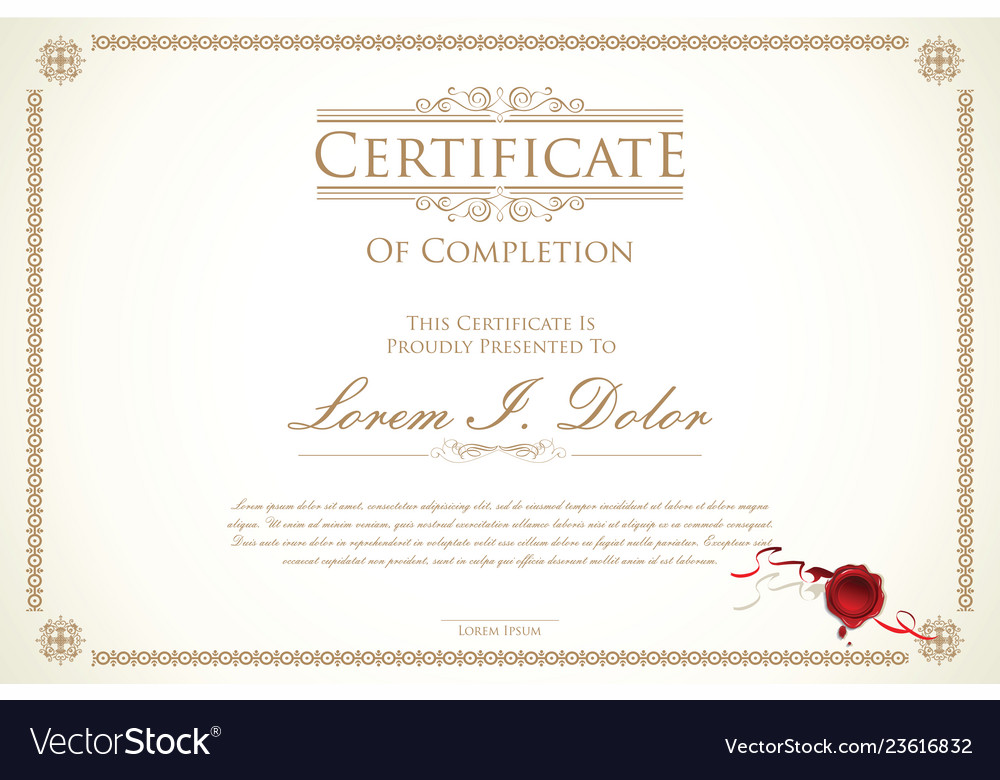 CERTIFICATE
OF COMPLETION
THIS CERTIFICATE IS
PROUDLY PRESENTED TO
Lorem I. Dolor
Lorem ipsum dolor sit amet, consectetur adipisicing elit, sed do eiusmod tempor incididunt ut labore et dolore magna
aliqua. Ut enim ad minim veniam, quis nostrud exercitation ullamco laboris nisi ut aliquip ex ea commodo consequat.
Duis aute irure dolor in reprehenderit in voluptate velit esse cillum dolore eu fugiat nulla pariatur. Excepteur sint
occaecat cupidatat non proident, sunt in culpa qui officia deserunt mollit anim id est laborum.
LOREM IPSUM
VectorStock®
VectorStock.com/23616832